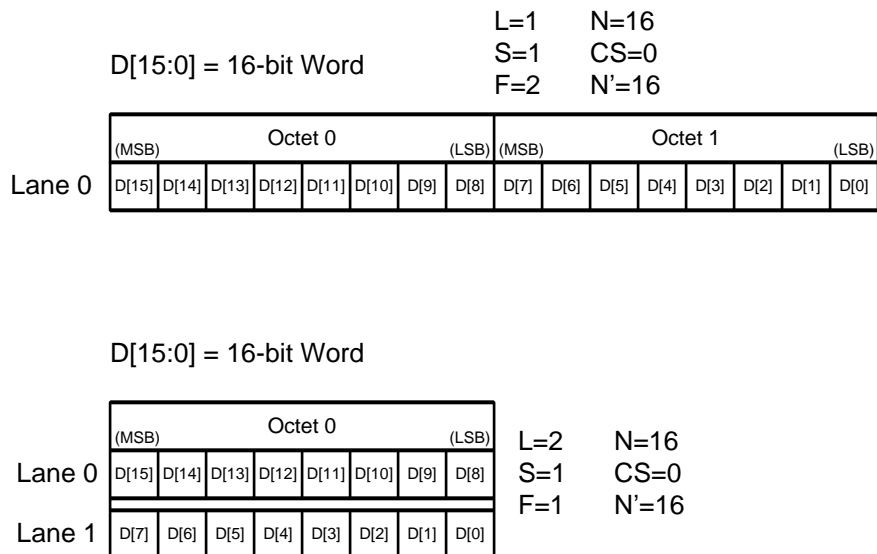 L=1 N=16
D[15:0] = 16-bit Word S=1 CS=0
F=2 N’=16
(MSB) Octet 0 (LSB) (MSB) Octet 1 (LSB)
Lane 0 D[15] D[14] D[13] D[12] D[11] D[10] D[9] D[8] D[7] D[6] D[5] D[4] D[3] D[2] D[1] D[0]
D[15:0] = 16-bit Word
(MSB) Octet 0 (LSB)
L=2 N=16
Lane 0 D[15] D[14] D[13] D[12] D[11] D[10] D[9] D[8] S=1 CS=0
F=1 N’=16
Lane 1 D[7] D[6] D[5] D[4] D[3] D[2] D[1] D[0]